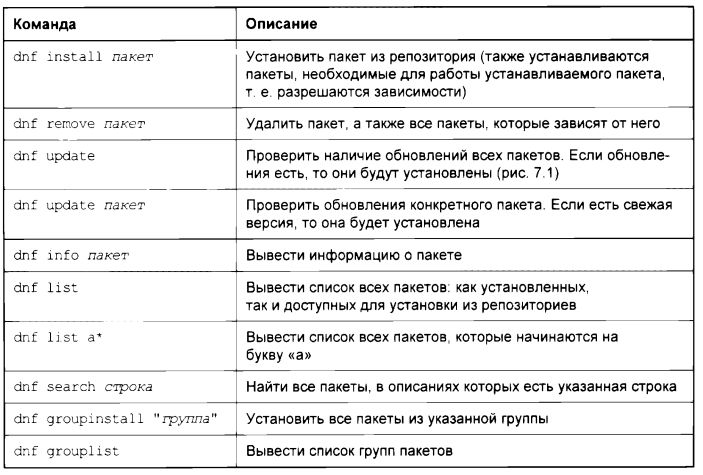 Команда Описание
dnf install пакет Установить пакет из репозитория (также устанавливаются
пакеты, необходимые для работы устанавливаемого пакета,
т. е. разрешаются зависимости)
dnf remove пакет Удалить пакет, а также все пакеты, которые зависят от него
dnf update Проверить наличие обновлений всех пакетов. Если обновле-
ния есть, то они будут установлены (рис. 7.1)
dnf update пакет Проверить обновления конкретного пакета. Если есть свежая
версия, то она будет установлена
dnf info пакет Вывести информацию о пакете
dnf list Вывести список всех пакетов: как установленных,
так и доступных для установки из репозиториев
dnf list a* Вывести список всех пакетов, которые начинаются на
букву «а»
dnf search строка Найти все пакеты, в описаниях которых есть указанная строка
dnf groupinstall "группа" Установить все пакеты из указанной группы
dnf grouplist Вывести список групп пакетов